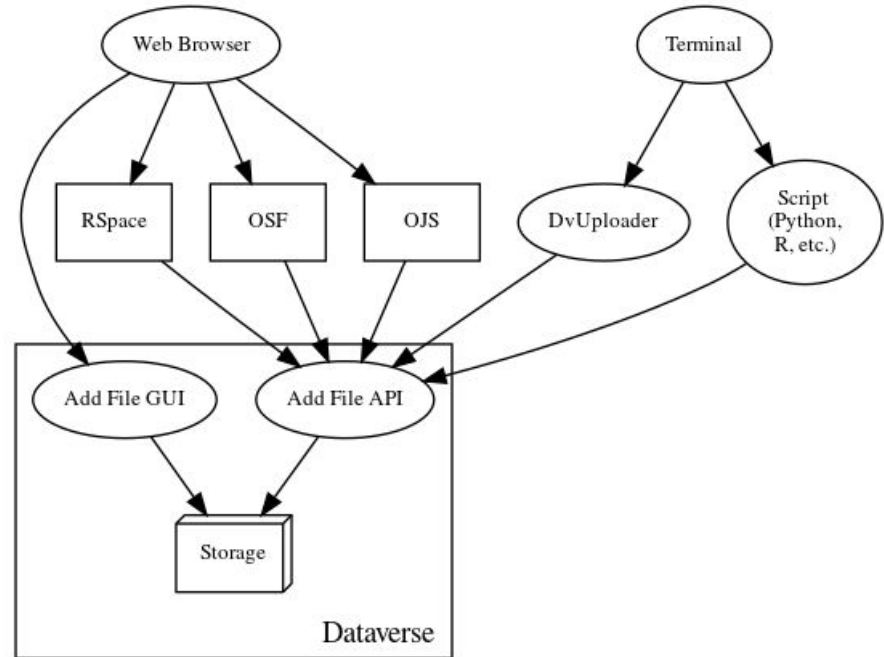 Web Browser
Terminal
RSpace
OSF
OJS
DvUploader
Script
(Python,
R, etc.)
Add File GUI
Add File API
Storage
Dataverse